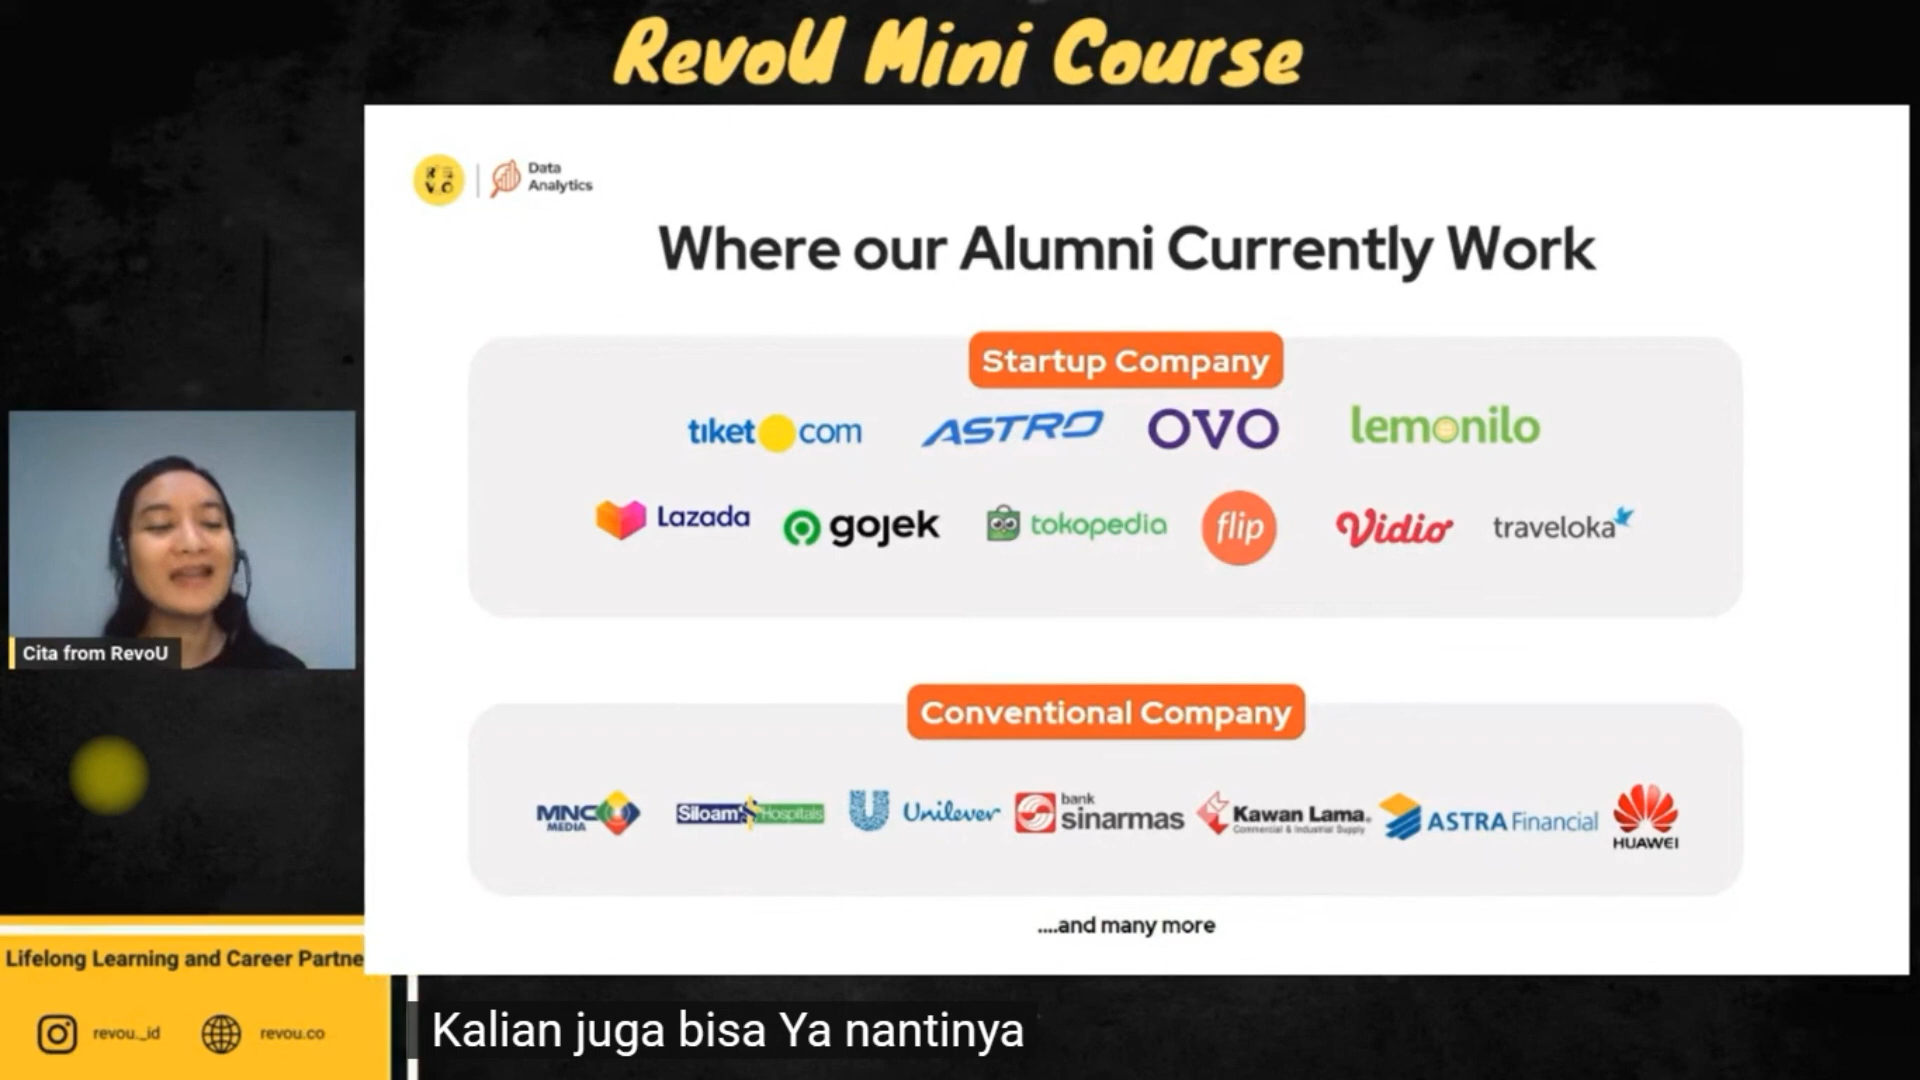 RevoU Mini Course
RE
VO
Data
Analytics
Where our Alumni Currently Work
Startup Company
tiket com
ASTRO
OVO
lemonilo
Lazada
gojek
tokopedia
flip
Vidio
traveloka
Cita from RevoU
Conventional Company
MNC
MEDIA
Siloam Hospitals
Unilever
bank
sinarmas
Kawan Lama
Commercial & Industrial Supply
ASTRA Financial
HUAWEI
....and many more
Lifelong Learning and Career Partne
revou._id
revou.co
Kalian juga bisa Ya nantinya